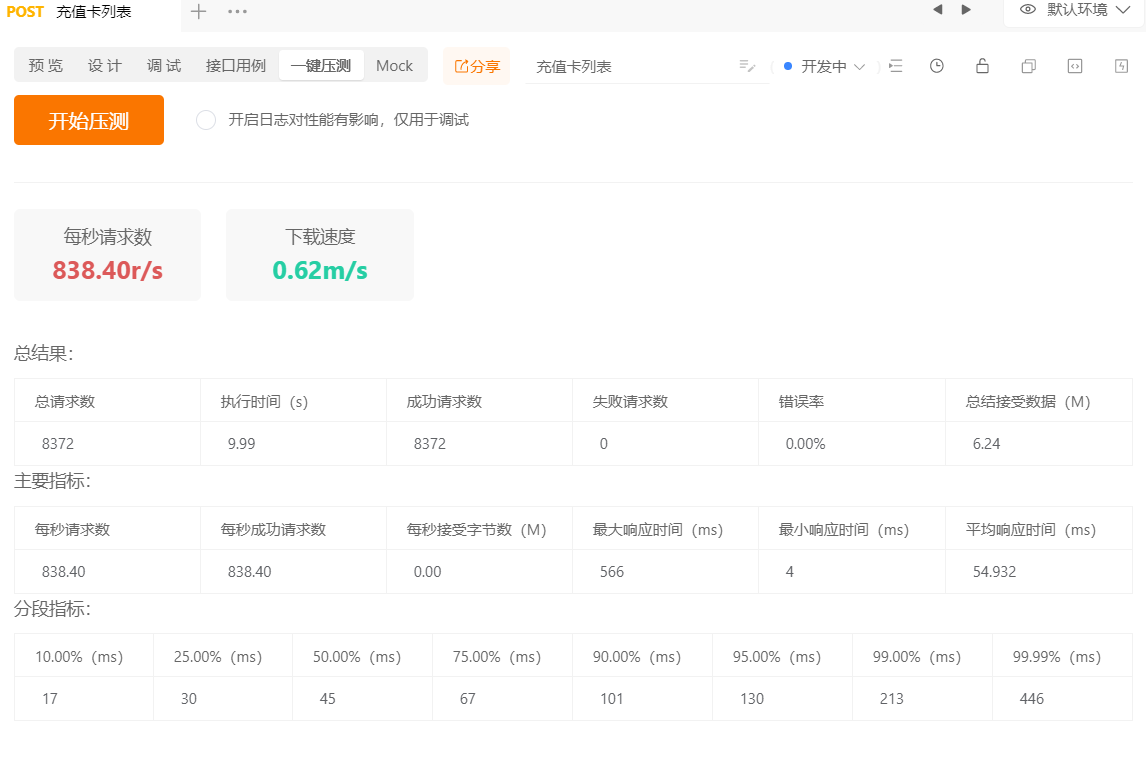 POST 充值卡列表 默认环境
预 览 设 计 调 试 接口用例 一键压测 Mock 分享 充值卡列表 开发中
开始压测 开启日志对性能有影响，仅用于调试
每秒请求数 下载速度
838.40r/s 0.62m/s
总结果：
总请求数 执行时间（s） 成功请求数 失败请求数 错误率 总结接受数据（M）
8372 9.99 8372 0 0.00% 6.24
主要指标：
每秒请求数 每秒成功请求数 每秒接受字节数（M） 最大响应时间（ms） 最小响应时间（ms） 平均响应时间（ms）
838.40 838.40 0.00 566 4 54.932
分段指标：
10.00%（ms） 25.00%（ms） 50.00%（ms） 75.00%（ms） 90.00%（ms） 95.00%（ms） 99.00%（ms） 99.99%（ms）
17 30 45 67 101 130 213 446